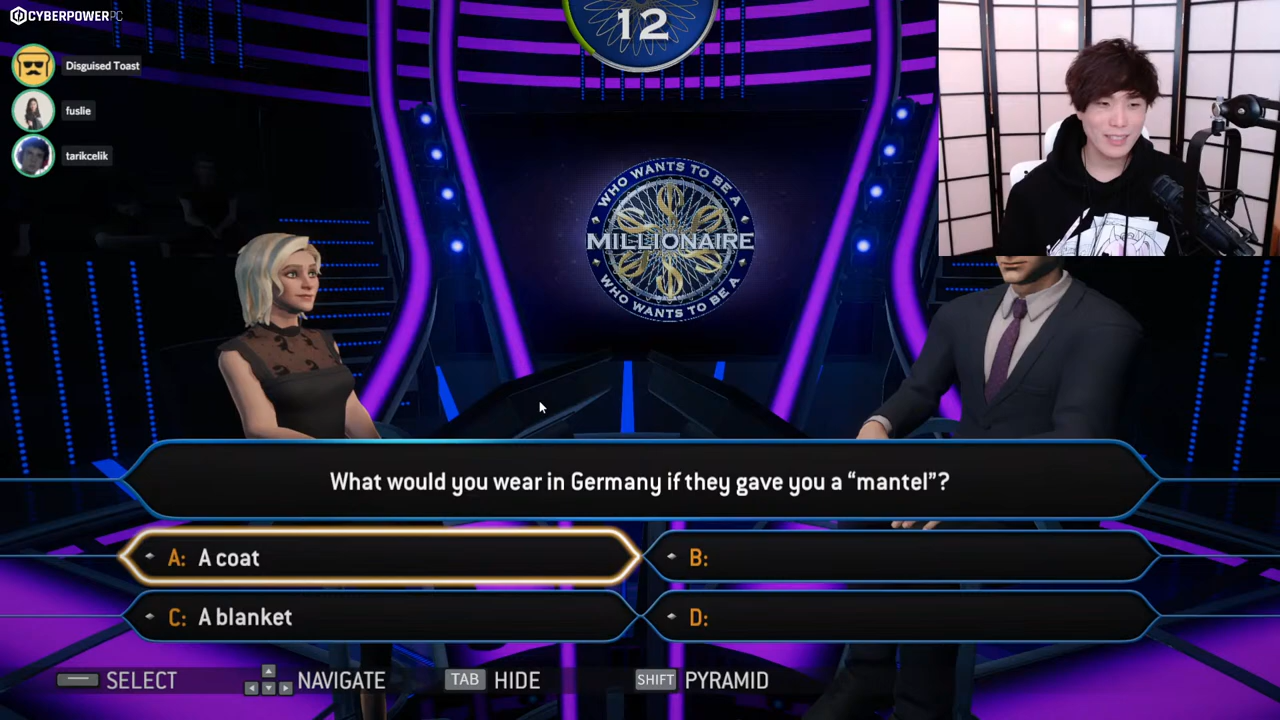 CYBERPOWERPC
Disguised Toast
fuslie
tarikcelik
12
WHO WANTS TO BE A
MILLIONAIRE
WHO WANTS TO BE A
What would you wear in Germany if they gave you a “mantel”?
A: A coat
B:
C: A blanket
D:
SELECT
NAVIGATE
TAB HIDE
SHIFT PYRAMID